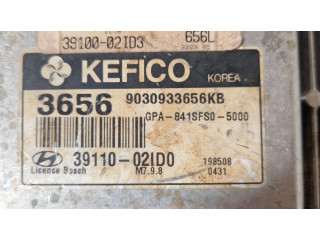 39100-02ID3 656L
KEFICO KOREA
3656 9030933656KB
GPA-841SFS0-5000
39110-02ID0 198508
License Bosch M7.9.8 0431